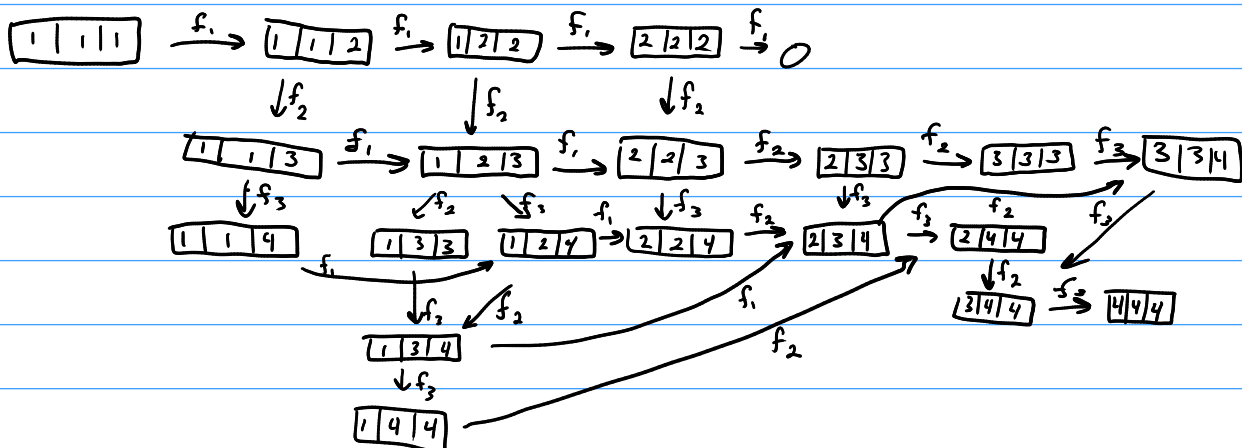 1 1 1 f1 1 1 2 f1 1 2 2 f1 2 2 2 f1 0
f2 f2 f2
1 1 3 f1 1 2 3 f1 2 2 3 f2 2 3 3 f2 3 3 3 f3 3 3 4
f3 f2 f3 f3 f3 f3
1 1 4 1 3 3 1 2 4 f1 2 2 4 f2 2 3 4 f3 2 4 4 f2
f1 f3 f2 f1 f2
3 4 4 f3 4 4 4
1 3 4 f2
f3
1 4 4